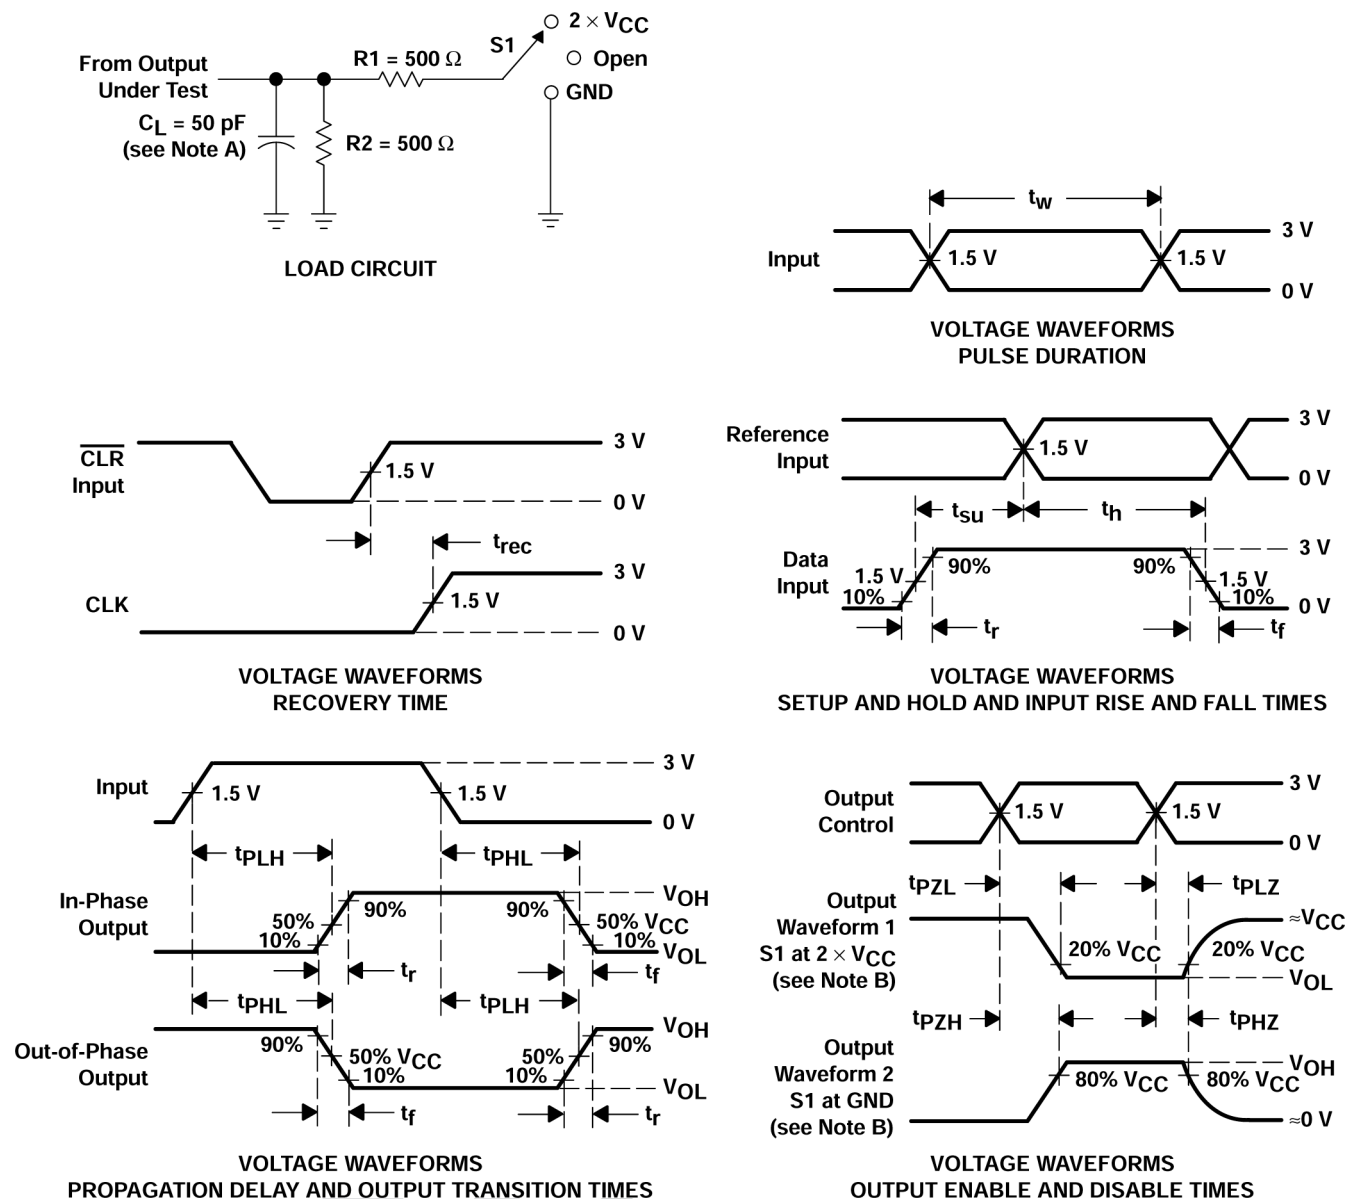 2 × VCC
S1
Open
GND
R1 = 500 Ω
From Output
Under Test
CL = 50 pF
(see Note A)
R2 = 500 Ω
LOAD CIRCUIT
tw
3 V
Input
1.5 V
1.5 V
0 V
VOLTAGE WAVEFORMS
PULSE DURATION
CLR
Input
3 V
1.5 V
0 V
trec
CLK
3 V
1.5 V
0 V
VOLTAGE WAVEFORMS
RECOVERY TIME
Reference
Input
3 V
1.5 V
0 V
tsu
th
Data
Input
3 V
90%
90%
1.5 V
1.5 V
10%
10%
0 V
tr
tf
VOLTAGE WAVEFORMS
SETUP AND HOLD AND INPUT RISE AND FALL TIMES
Input
3 V
1.5 V
1.5 V
0 V
tPLH
tPHL
In-Phase
Output
VOH
90%
90%
50%
50% VCC
10%
10%
VOL
tr
tf
tPHL
tPLH
Out-of-Phase
Output
VOH
90%
90%
50% VCC
50%
10%
10%
VOL
tf
tr
VOLTAGE WAVEFORMS
PROPAGATION DELAY AND OUTPUT TRANSITION TIMES
Output
Control
3 V
1.5 V
1.5 V
0 V
tPZL
tPLZ
Output
Waveform 1
S1 at 2 × VCC
(see Note B)
≈VCC
20% VCC
20% VCC
VOL
tPZH
tPHZ
Output
Waveform 2
S1 at GND
(see Note B)
VOH
80% VCC
80% VCC
≈0 V
VOLTAGE WAVEFORMS
OUTPUT ENABLE AND DISABLE TIMES